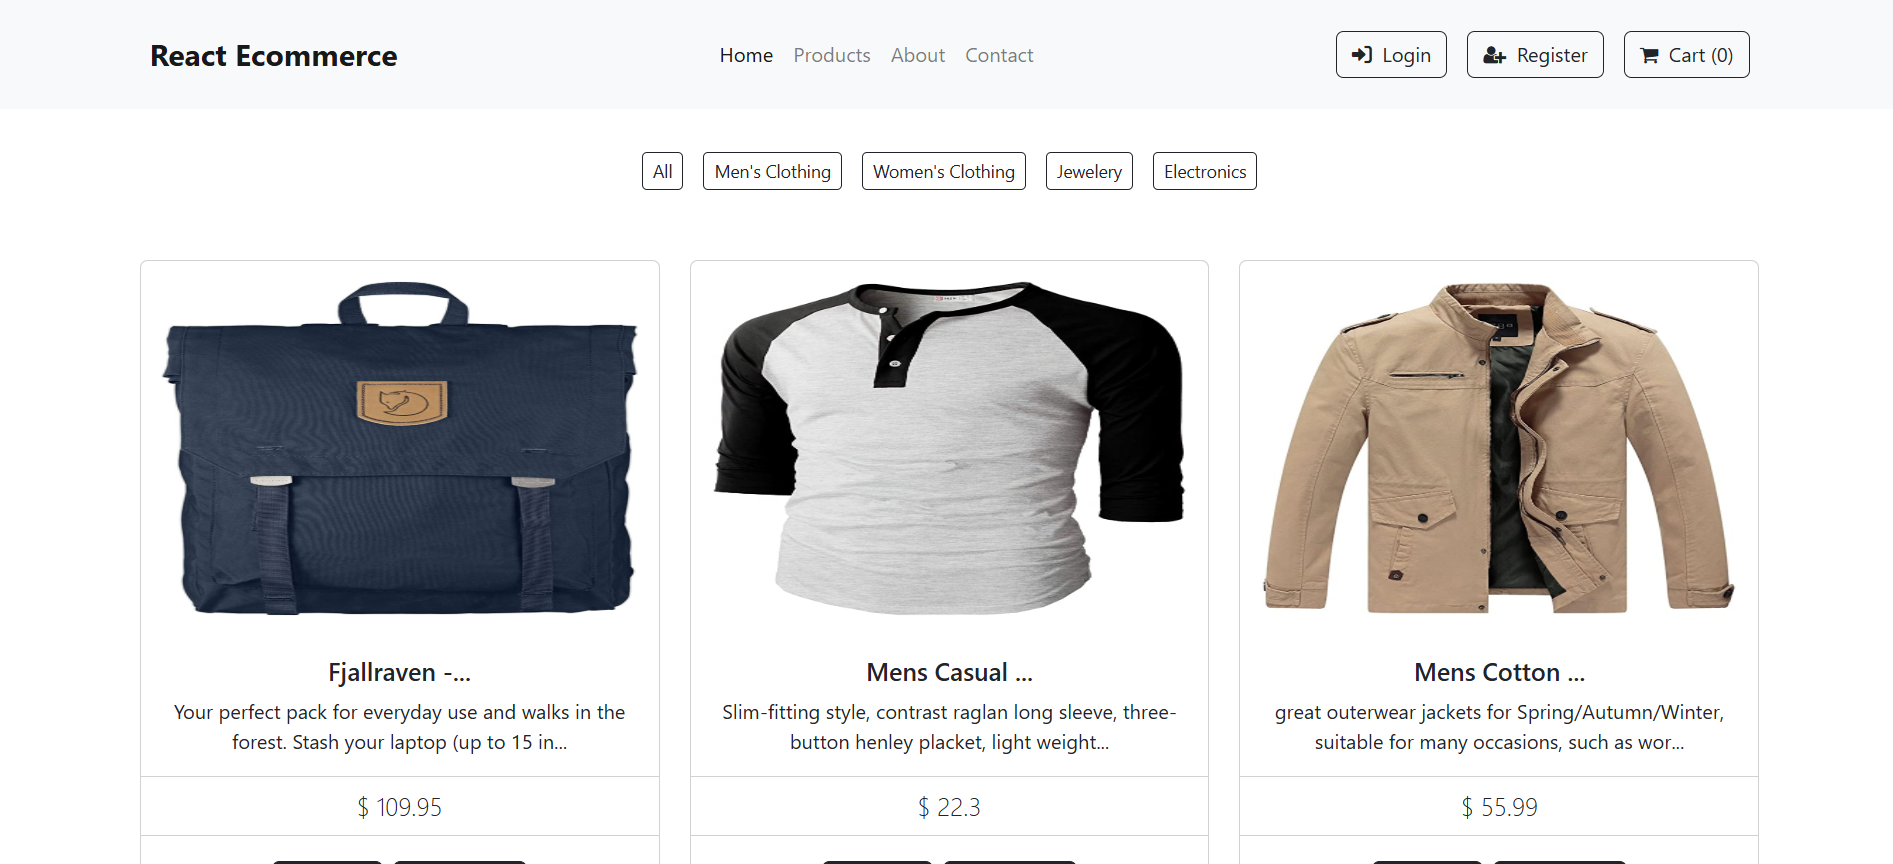 React Ecommerce
Home Products About Contact
Login Register Cart (0)
All Men's Clothing Women's Clothing Jewelery Electronics
Fjallraven -...
Your perfect pack for everyday use and walks in the
forest. Stash your laptop (up to 15 in...
$ 109.95
Mens Casual ...
Slim-fitting style, contrast raglan long sleeve, three-
button henley placket, light weight...
$ 22.3
Mens Cotton ...
great outerwear jackets for Spring/Autumn/Winter,
suitable for many occasions, such as wor...
$ 55.99